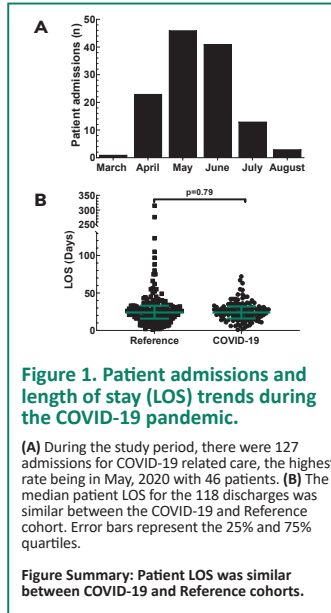 A
Patient admissions (n)
50
40
30
20
10
0
March April May June July August
B
LOS (Days)
350
300
250
100
50
0
p=0.79
Reference COVID-19
Figure 1. Patient admissions and
length of stay (LOS) trends during
the COVID-19 pandemic.
(A) During the study period, there were 127
admissions for COVID-19 related care, the highest
rate being in May, 2020 with 46 patients. (B) The
median patient LOS for the 118 discharges was
similar between the COVID-19 and Reference
cohort. Error bars represent the 25% and 75%
quartiles.
Figure Summary: Patient LOS was similar
between COVID-19 and Reference cohorts.